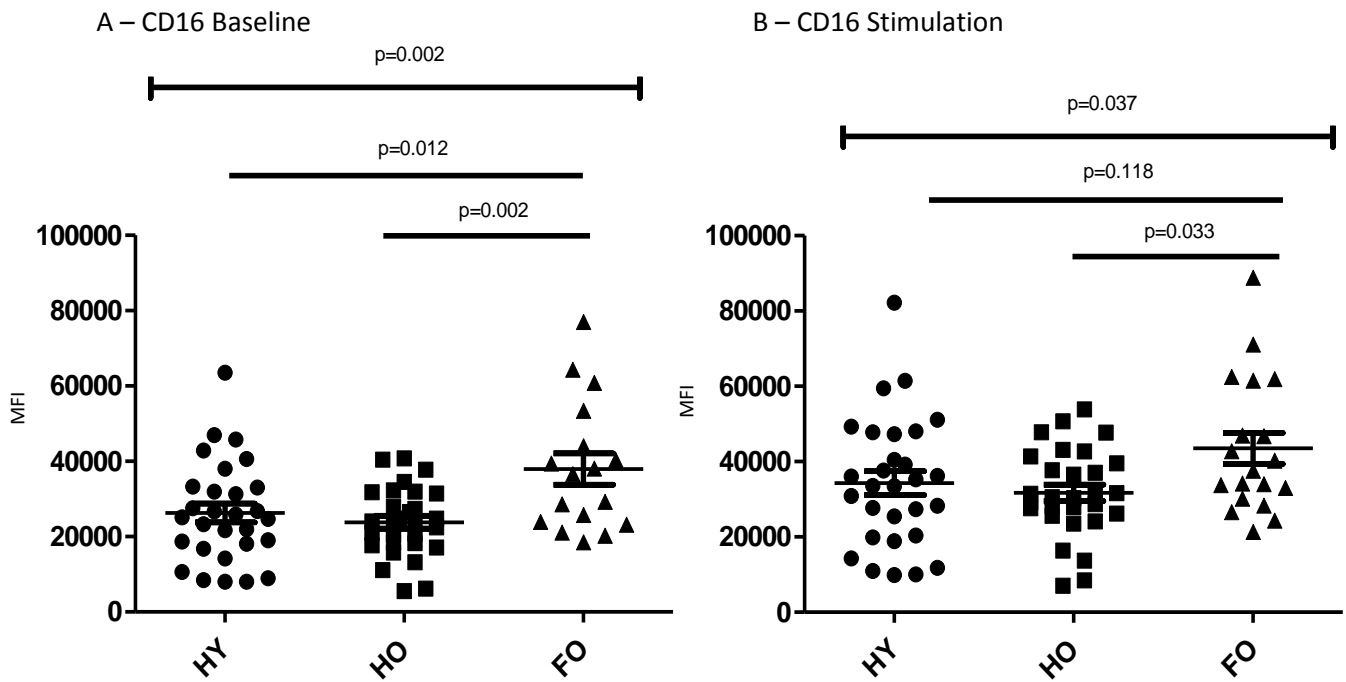 A – CD16 Baseline
p=0.002
p=0.012
p=0.002
100000
80000
60000
40000
20000
0
MFI
HY
HO
FO
B – CD16 Stimulation
p=0.037
p=0.118
p=0.033
100000
80000
60000
40000
20000
0
MFI
HY
HO
FO